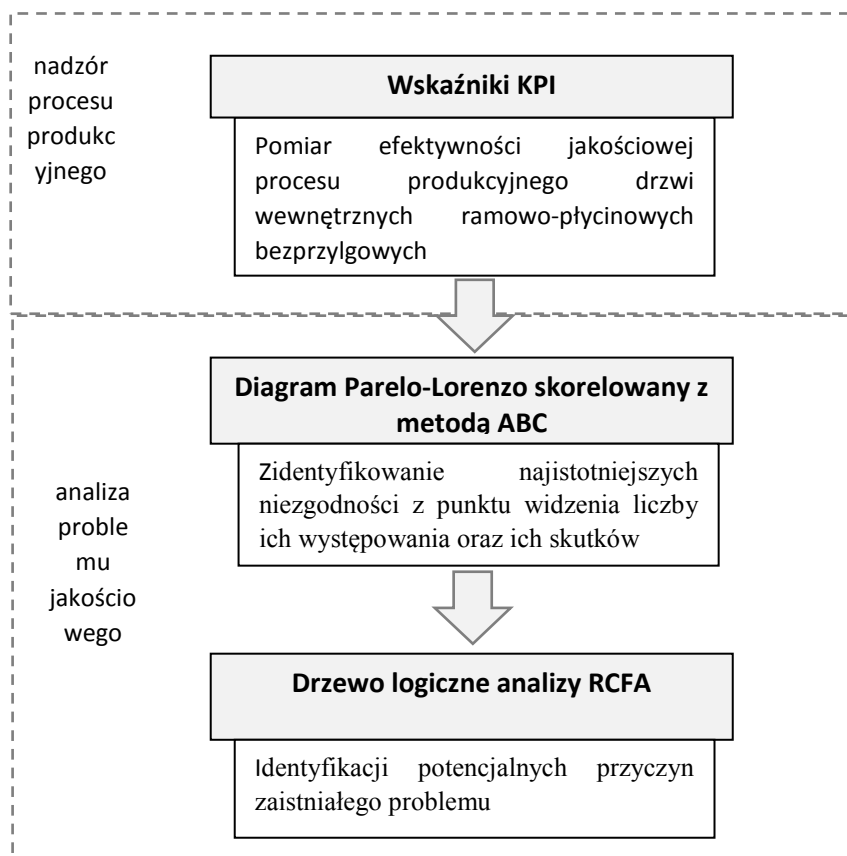 nadzór
procesu
produkc
yjnego
Wskaźniki KPI
Pomiar efektywności jakościowej
procesu produkcyjnego drzwi
wewnętrznych ramowo-płycinowych
bezprzylgowych
Diagram Parelo-Lorenzo skorelowany z
metodą ABC
Zidentyfikowanie najistotniejszych
niezgodności z punktu widzenia liczby
ich występowania oraz ich skutków
analiza
proble
mu
jakościo
wego
Drzewo logiczne analizy RCFA
Identyfikacji potencjalnych przyczyn
zaistniałego problemu